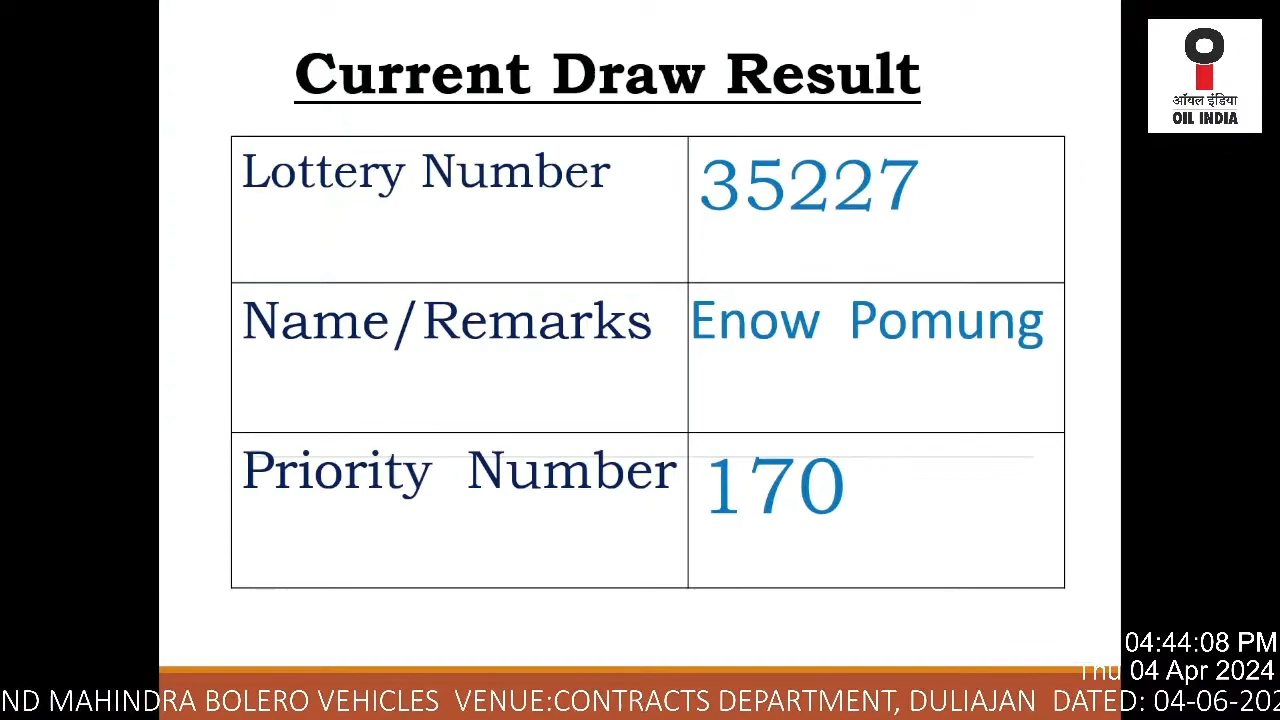 Current Draw Result
ऑयल इंडिया
OIL INDIA
Lottery Number 35227
Name/Remarks Enow Pomung
Priority Number 170
04:44:08 PM
Thu 04 Apr 2024
ND MAHINDRA BOLERO VEHICLES VENUE:CONTRACTS DEPARTMENT, DULIAJAN DATED: 04-06-202